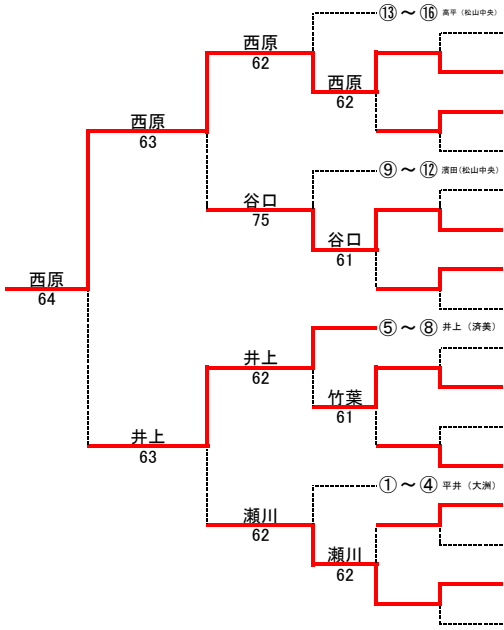 ⑬～⑯ 高平（松山中央）
西原
62
西原
62
西原
63
⑨～⑫ 濱田（松山中央）
谷口
75
谷口
61
西原
64
⑤～⑧ 井上（済美）
井上
62
竹葉
61
井上
63
①～④ 平井（大洲）
瀬川
62
瀬川
62